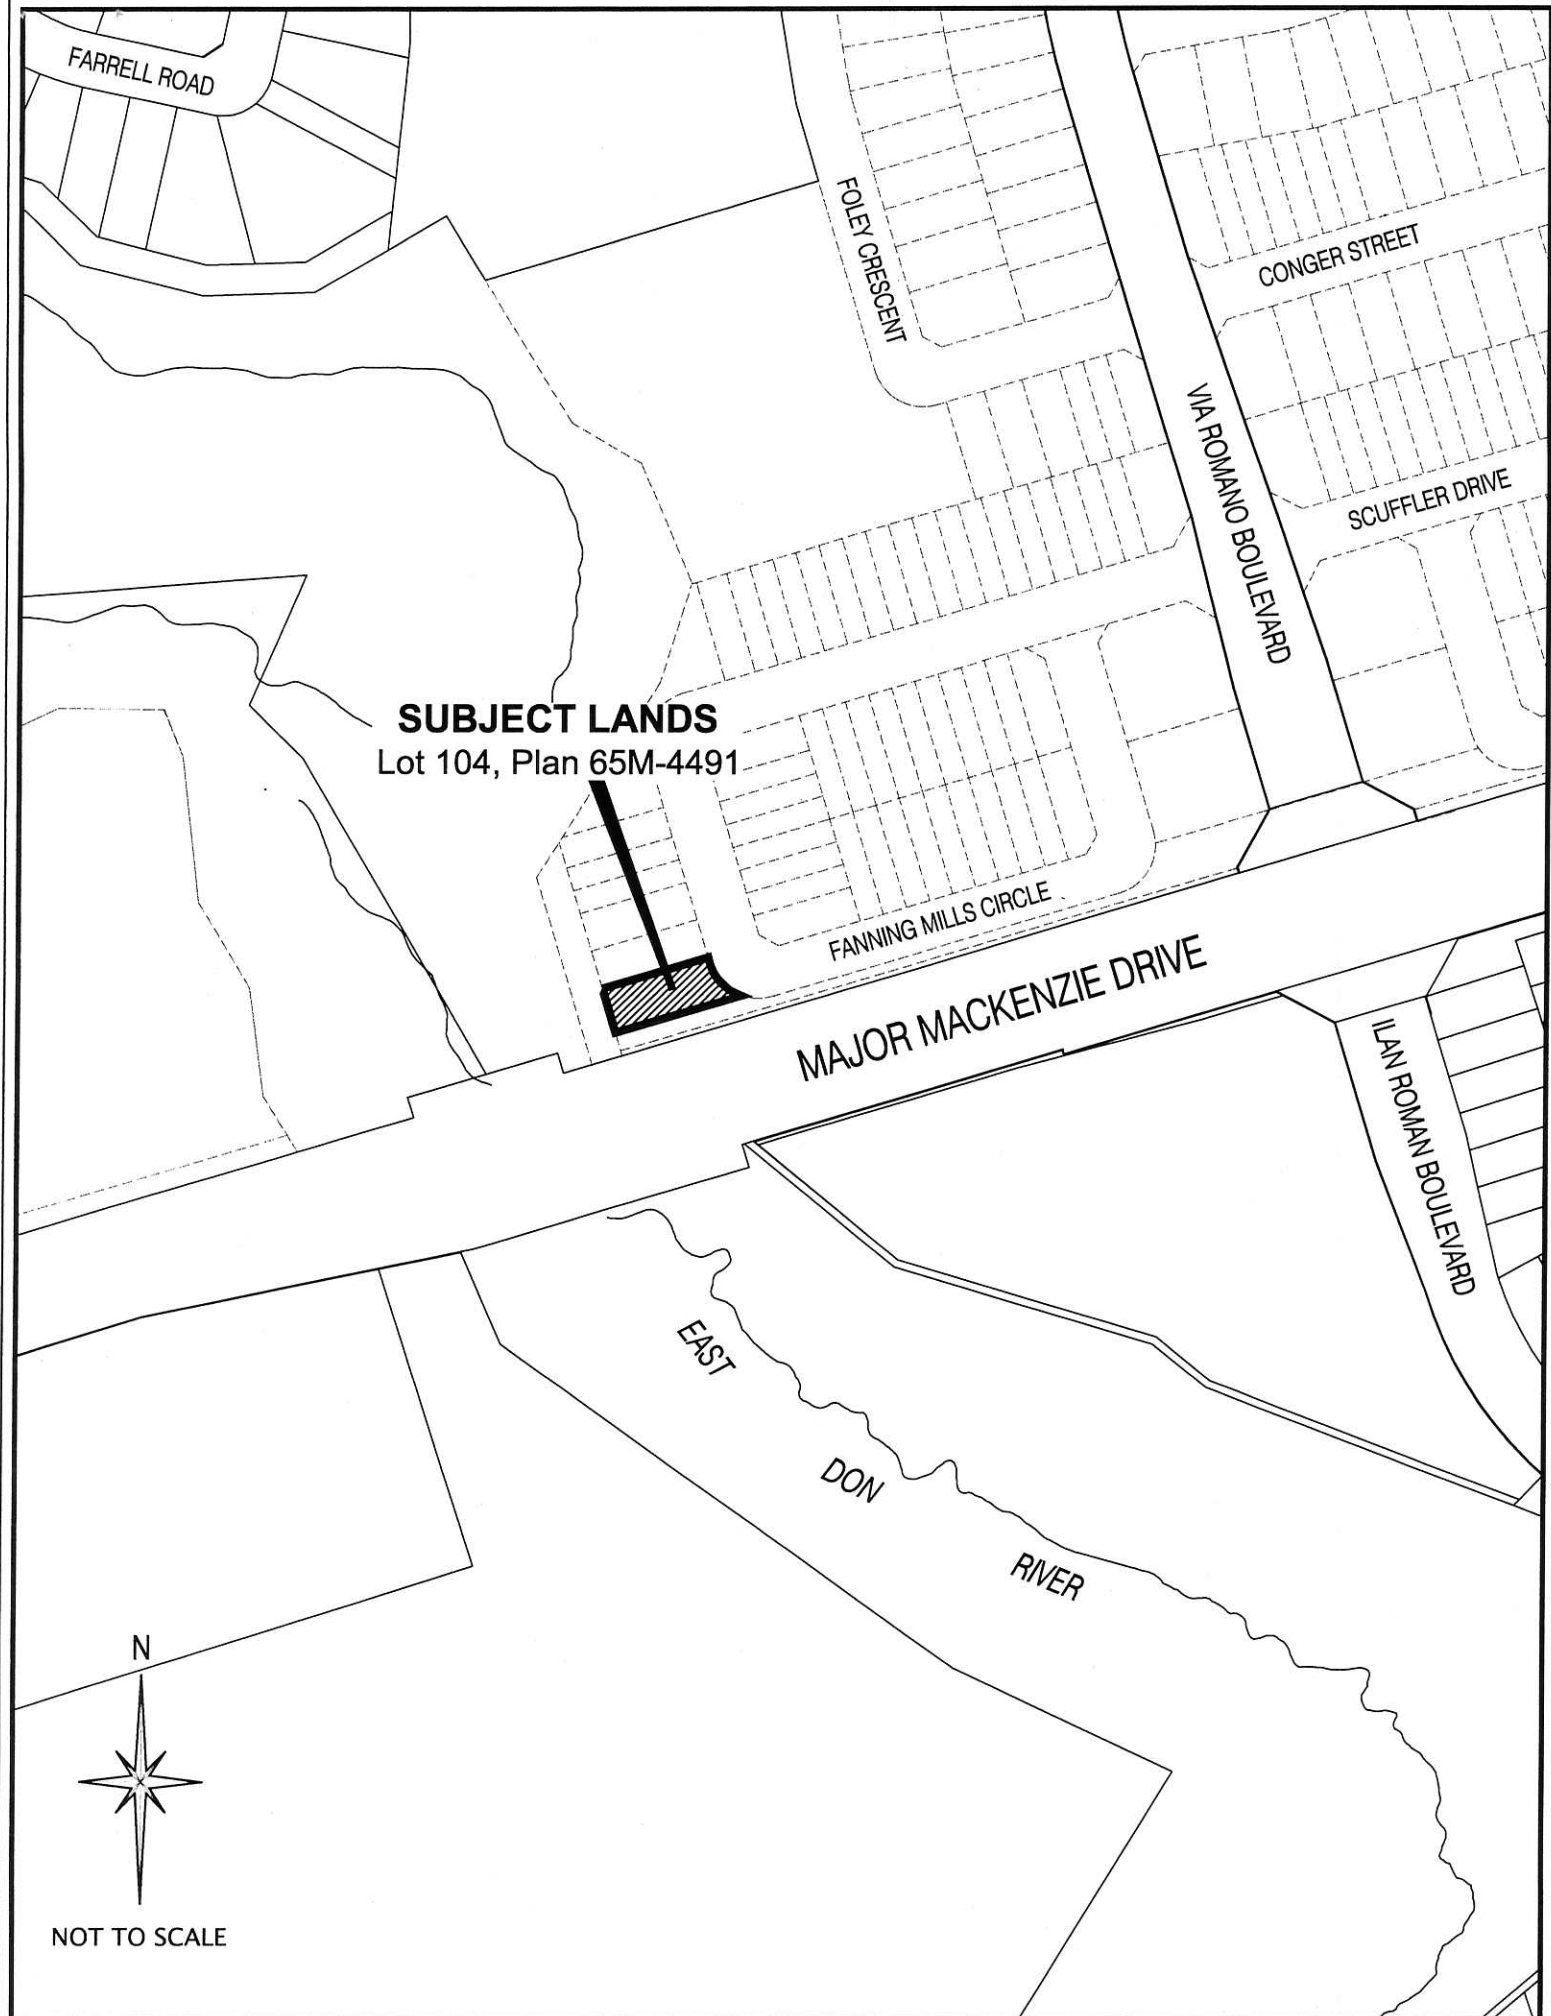 FARRELL ROAD
FOLEY CRESCENT
CONGER STREET
VIA ROMANO BOULEVARD
SCUFFLER DRIVE
SUBJECT LANDS
Lot 104, Plan 65M-4491
FANNING MILLS CIRCLE
MAJOR MACKENZIE DRIVE
ILAN ROMAN BOULEVARD
EAST
DON
RIVER
N
NOT TO SCALE